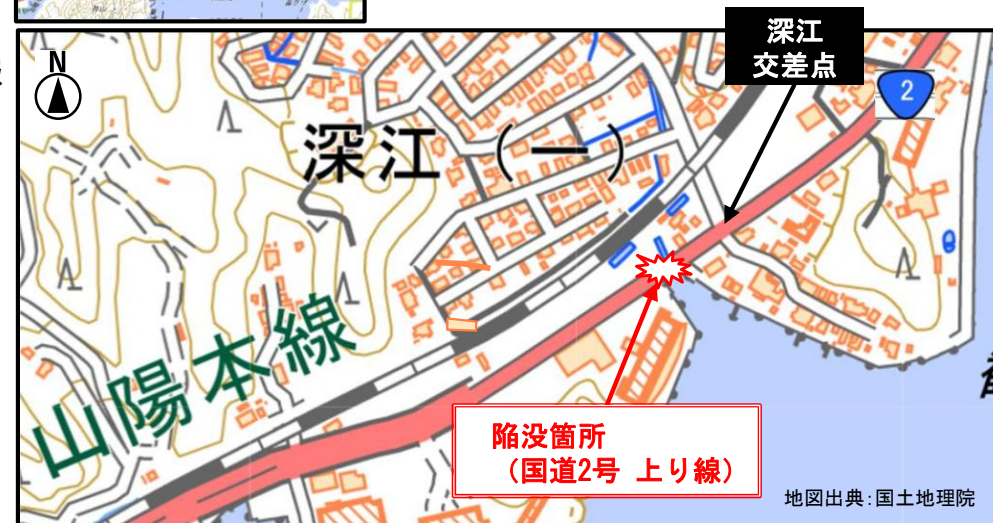 深江
交差点
N
2
深江（一）
山陽本線
陥没箇所
（国道2号 上り線）
地図出典：国土地理院